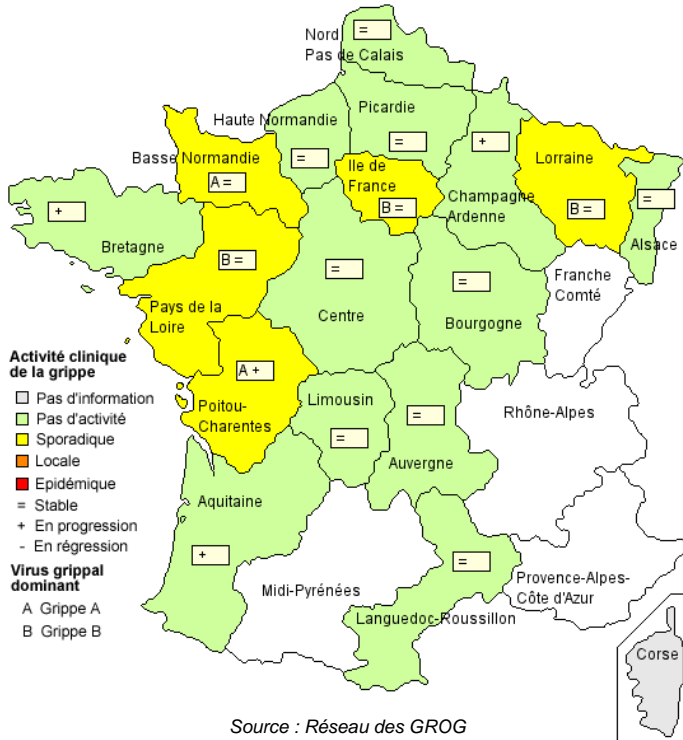 Nord
Pas de Calais
=
Picardie
=
Haute Normandie
=
+
Basse Normandie
A =
Ile de
France
B =
Lorraine
B =
Champagne
Ardenne
=
Alsace
+
Bretagne
B =
=
=
Franche
Comté
Pays de la
Loire
Centre
Bourgogne
A +
Poitou-
Charentes
Limousin
=
=
Auvergne
Rhône-Alpes
Aquitaine
+
=
Midi-Pyrénées
Provence-Alpes-
Côte d'Azur
Languedoc-Roussillon
Corse
Activité clinique
de la grippe
Pas d'information
Pas d'activité
Sporadique
Locale
Epidémique
= Stable
+ En progression
- En régression
Virus grippal
dominant
A Grippe A
B Grippe B
Source : Réseau des GROG